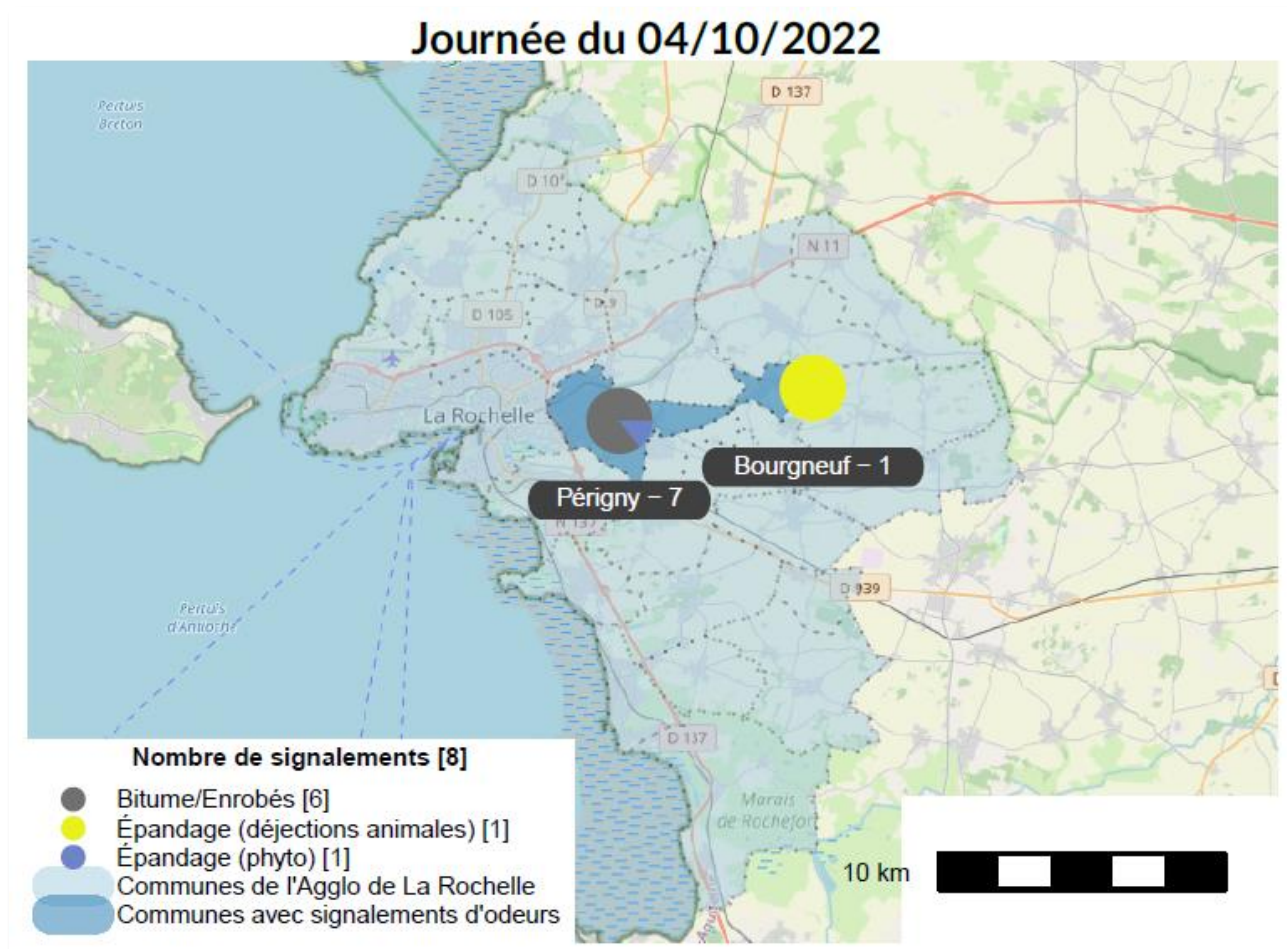 Journée du 04/10/2022
Pertuis
Breton
D 137
D 10
N 11
D 9
D 105
La Rochelle
Bourgneuf – 1
Périgny – 7
N 137
D 939
Pertuis
d'Antioche
D 137
Marais
de Rochefort
Nombre de signalements [8]
Bitume/Enrobés [6]
Épandage (déjections animales) [1]
Épandage (phyto) [1]
Communes de l'Agglo de La Rochelle
Communes avec signalements d'odeurs
10 km